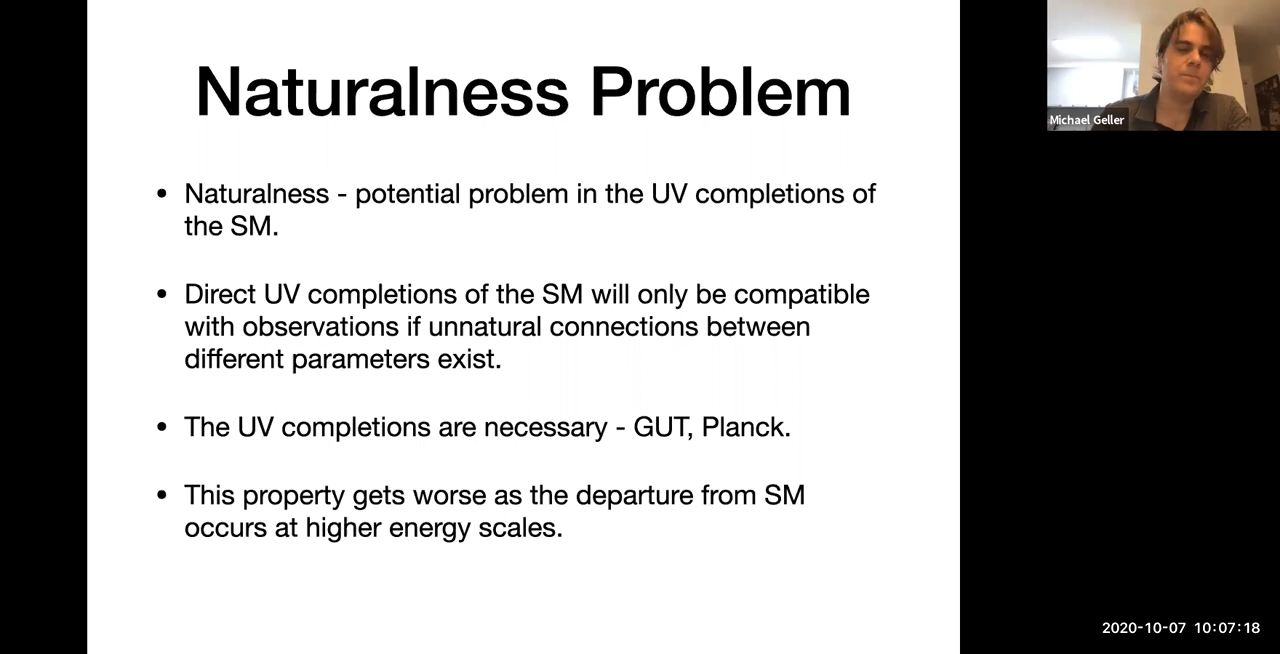 Naturalness Problem
• Naturalness - potential problem in the UV completions of
the SM.
• Direct UV completions of the SM will only be compatible
with observations if unnatural connections between
different parameters exist.
• The UV completions are necessary - GUT, Planck.
• This property gets worse as the departure from SM
occurs at higher energy scales.
Michael Geller
2020-10-07 10:07:18